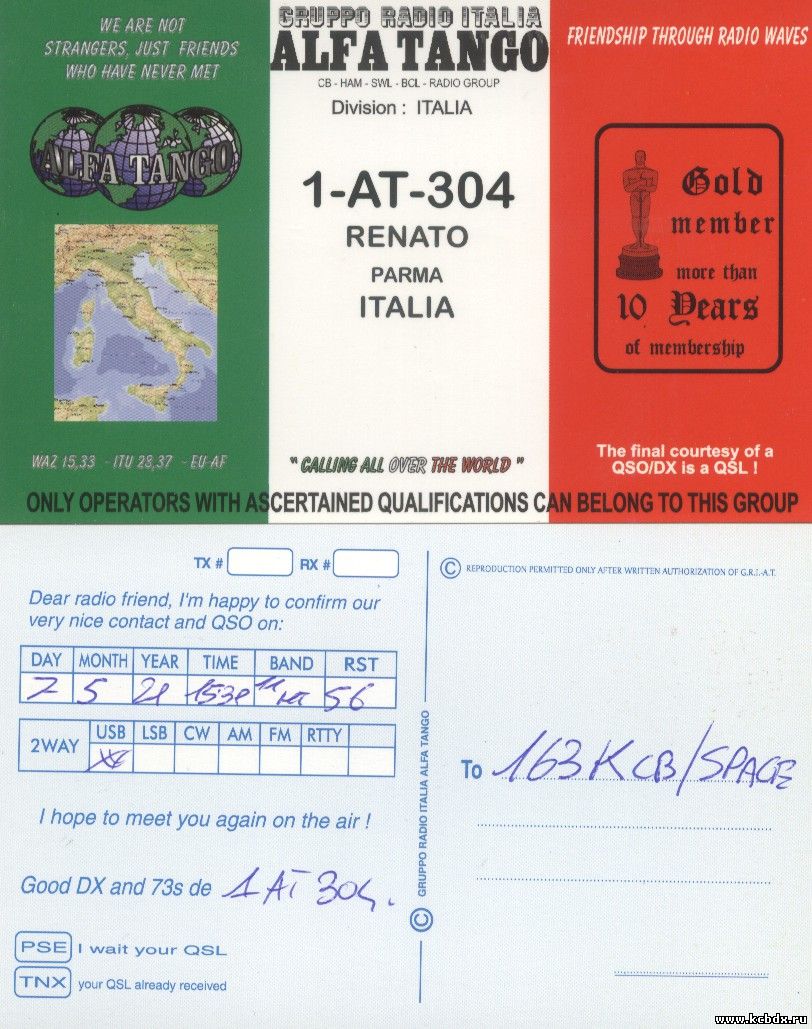 WE ARE NOT
STRANGERS, JUST FRIENDS
WHO HAVE NEVER MET
ALFA TANGO
WAZ 15,33 - ITU 28,37 - EU-AF
GRUPPO RADIO ITALIA
ALFA TANGO
CB - HAM - SWL - BCL - RADIO GROUP
Division : ITALIA
1-AT-304
RENATO
PARMA
ITALIA
"CALLING ALL OVER THE WORLD"
FRIENDSHIP THROUGH RADIO WAVES
Gold
member
more than
10 Years
of membership
The final courtesy of a
QSO/DX is a QSL !
ONLY OPERATORS WITH ASCERTAINED QUALIFICATIONS CAN BELONG TO THIS GROUP
TX # RX #
Dear radio friend, I'm happy to confirm our
very nice contact and QSO on:
DAY MONTH YEAR TIME BAND RST
7 5 21 11 56
2WAY USB LSB CW AM FM RTTY
I hope to meet you again on the air !
Good DX and 73s de 1 AT 304.
PSE I wait your QSL
TNX your QSL already received
© GRUPPO RADIO ITALIA ALFA TANGO
© REPRODUCTION PERMITTED ONLY AFTER WRITTEN AUTHORIZATION OF G.R.I.-A.T.
To 163 KCB/SPACE
www.kcbdx.ru